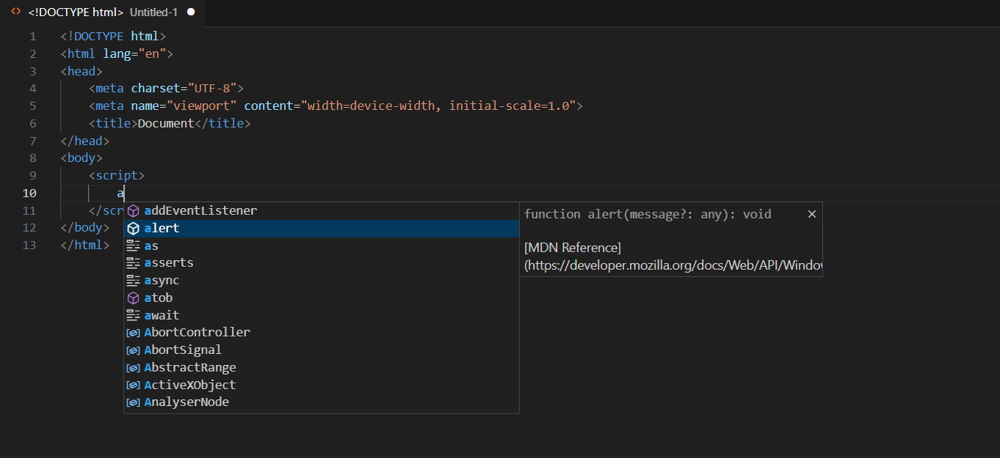 <> <!DOCTYPE html> Untitled-1 ●
1 <!DOCTYPE html>
2 <html lang="en">
3 <head>
4 <meta charset="UTF-8">
5 <meta name="viewport" content="width=device-width, initial-scale=1.0">
6 <title>Document</title>
7 </head>
8 <body>
9 <script>
10 a
11 </scr
12 </body>
13 </html>
addEventListener
alert
as
asserts
async
atob
await
AbortController
AbortSignal
AbstractRange
ActiveXObject
AnalyserNode
function alert(message?: any): void ×
[MDN Reference]
(https://developer.mozilla.org/docs/Web/API/Windo